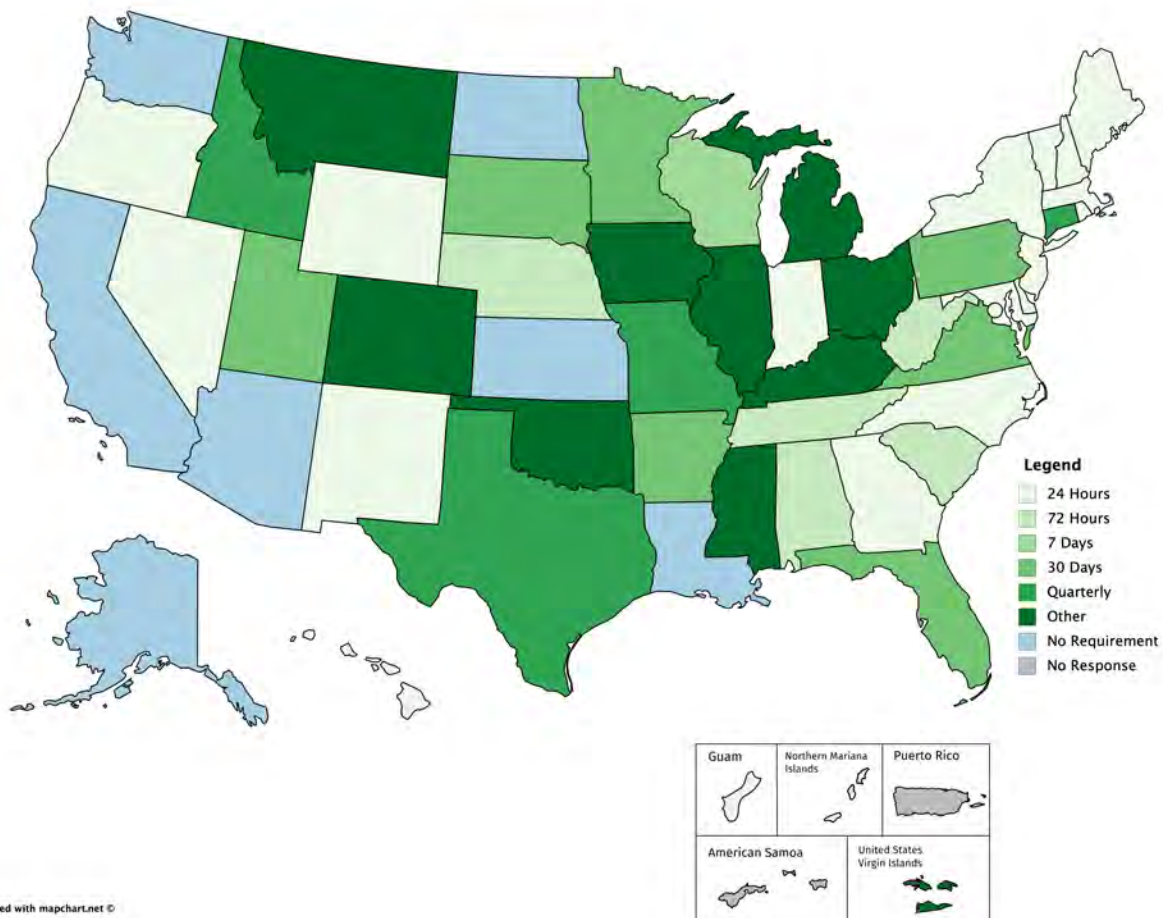 Legend
24 Hours
72 Hours
7 Days
30 Days
Quarterly
Other
No Requirement
No Response
Guam
Northern Mariana
Islands
Puerto Rico
American Samoa
United States
Virgin Islands
ed with mapchart.net ©